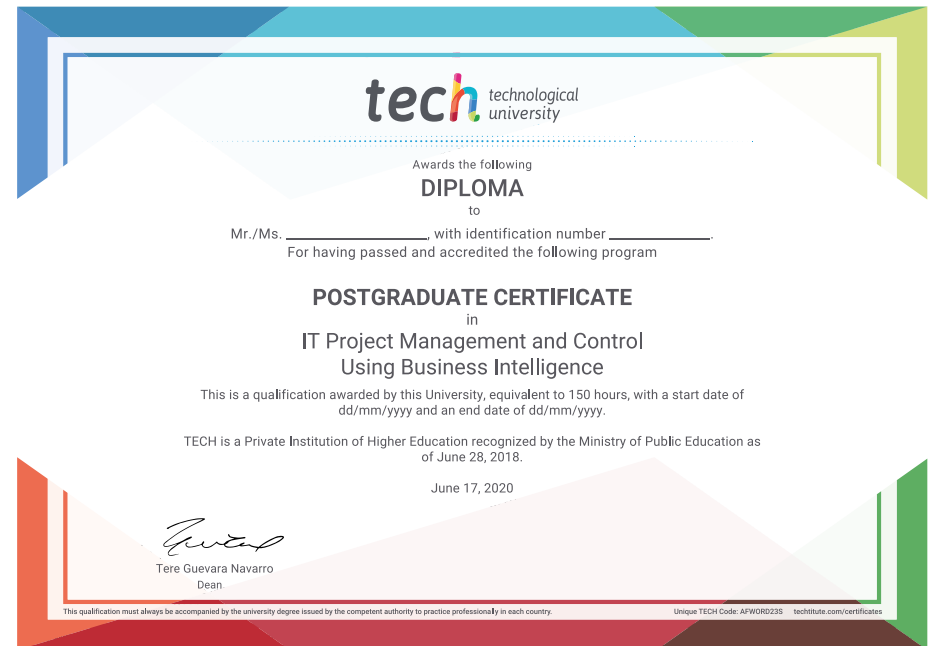 tech technological
university
Awards the following
DIPLOMA
to
Mr./Ms. ____________________, with identification number ______________.
For having passed and accredited the following program
POSTGRADUATE CERTIFICATE
in
IT Project Management and Control
Using Business Intelligence
This is a qualification awarded by this University, equivalent to 150 hours, with a start date of
dd/mm/yyyy and an end date of dd/mm/yyyy.
TECH is a Private Institution of Higher Education recognized by the Ministry of Public Education as
of June 28, 2018.
June 17, 2020
Tere Guevara Navarro
Dean
This qualification must always be accompanied by the university degree issued by the competent authority to practice professionally in each country.
Unique TECH Code: AFWORD23S techtitute.com/certificates